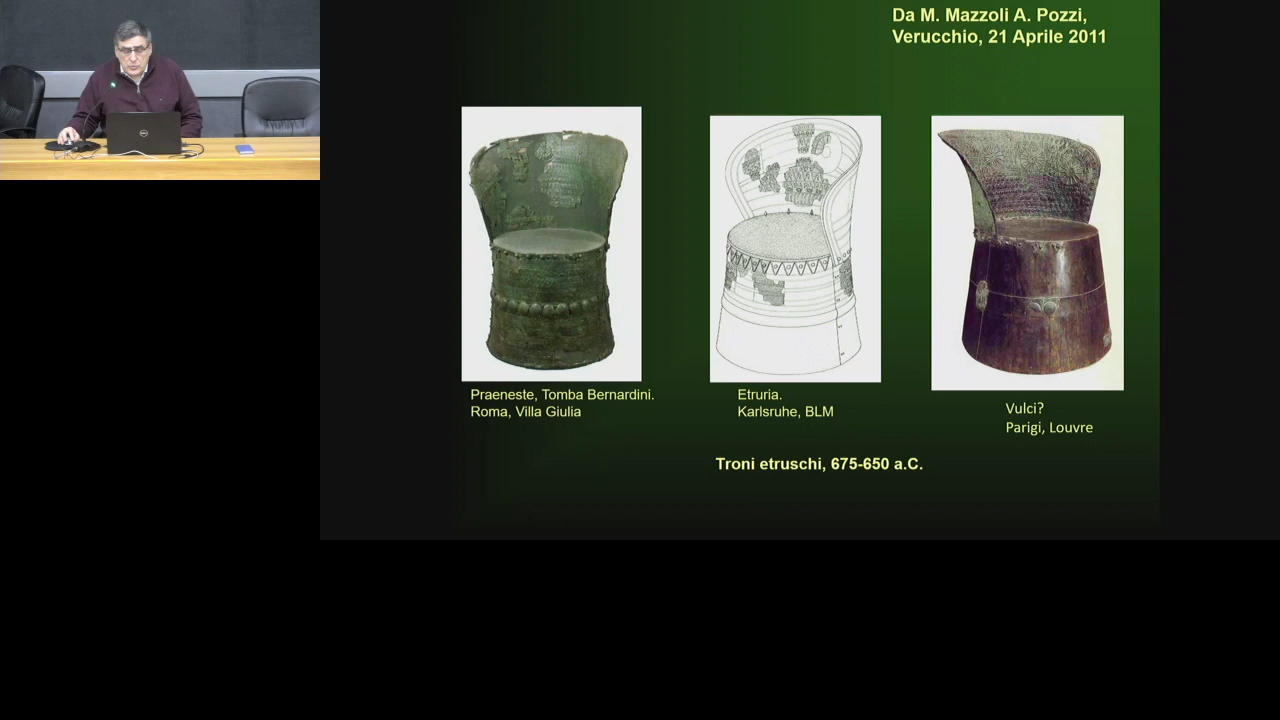 Da M. Mazzoli A. Pozzi,
Verucchio, 21 Aprile 2011
Praeneste, Tomba Bernardini.
Roma, Villa Giulia
Etruria.
Karlsruhe, BLM
Vulci?
Parigi, Louvre
Troni etruschi, 675-650 a.C.